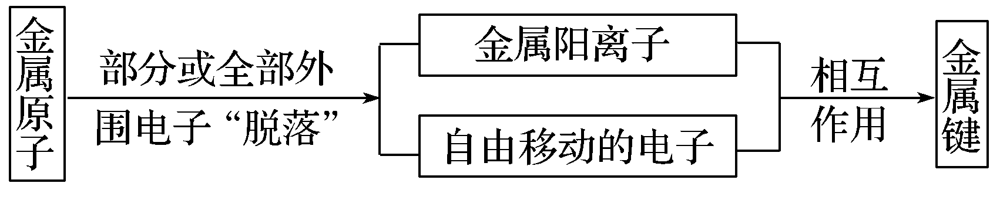 金属原子
部分或全部外
围电子“脱落”
金属阳离子
自由移动的电子
相互
作用
金属键